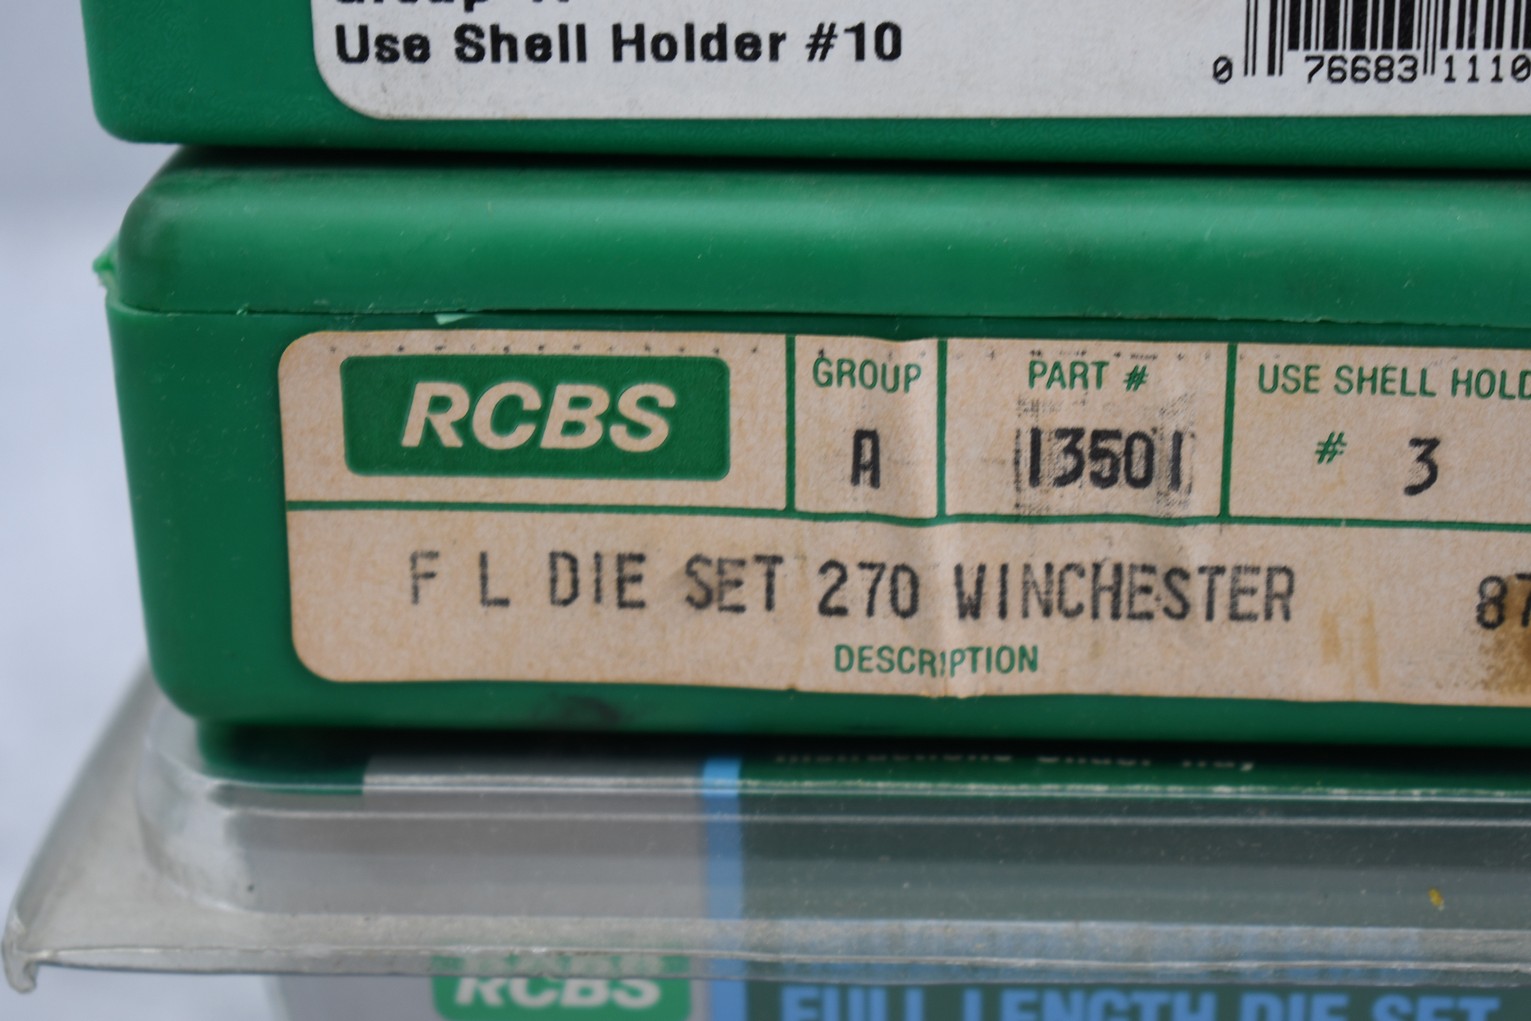 Use Shell Holder #10
0 76683 1110
RCBS
GROUP
A
PART #
13501
USE SHELL HOLD
# 3
F L DIE SET 270 WINCHESTER 87
DESCRIPTION
RCBS
FULL LENGTH DIE SET